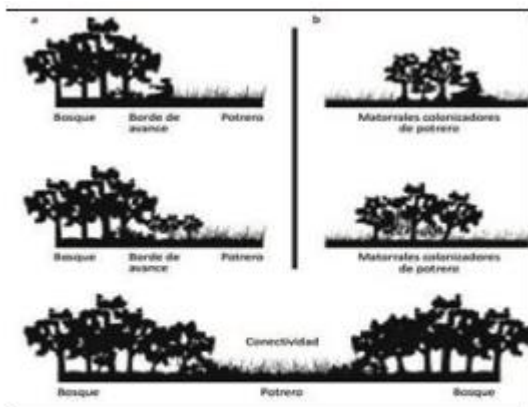 a
b
Bosque Borde de avance Potrero
Matorrales colonizadores
de potrero
Bosque Borde de avance Potrero
Matorrales colonizadores
de potrero
Conectividad
Bosque Potrero Bosque